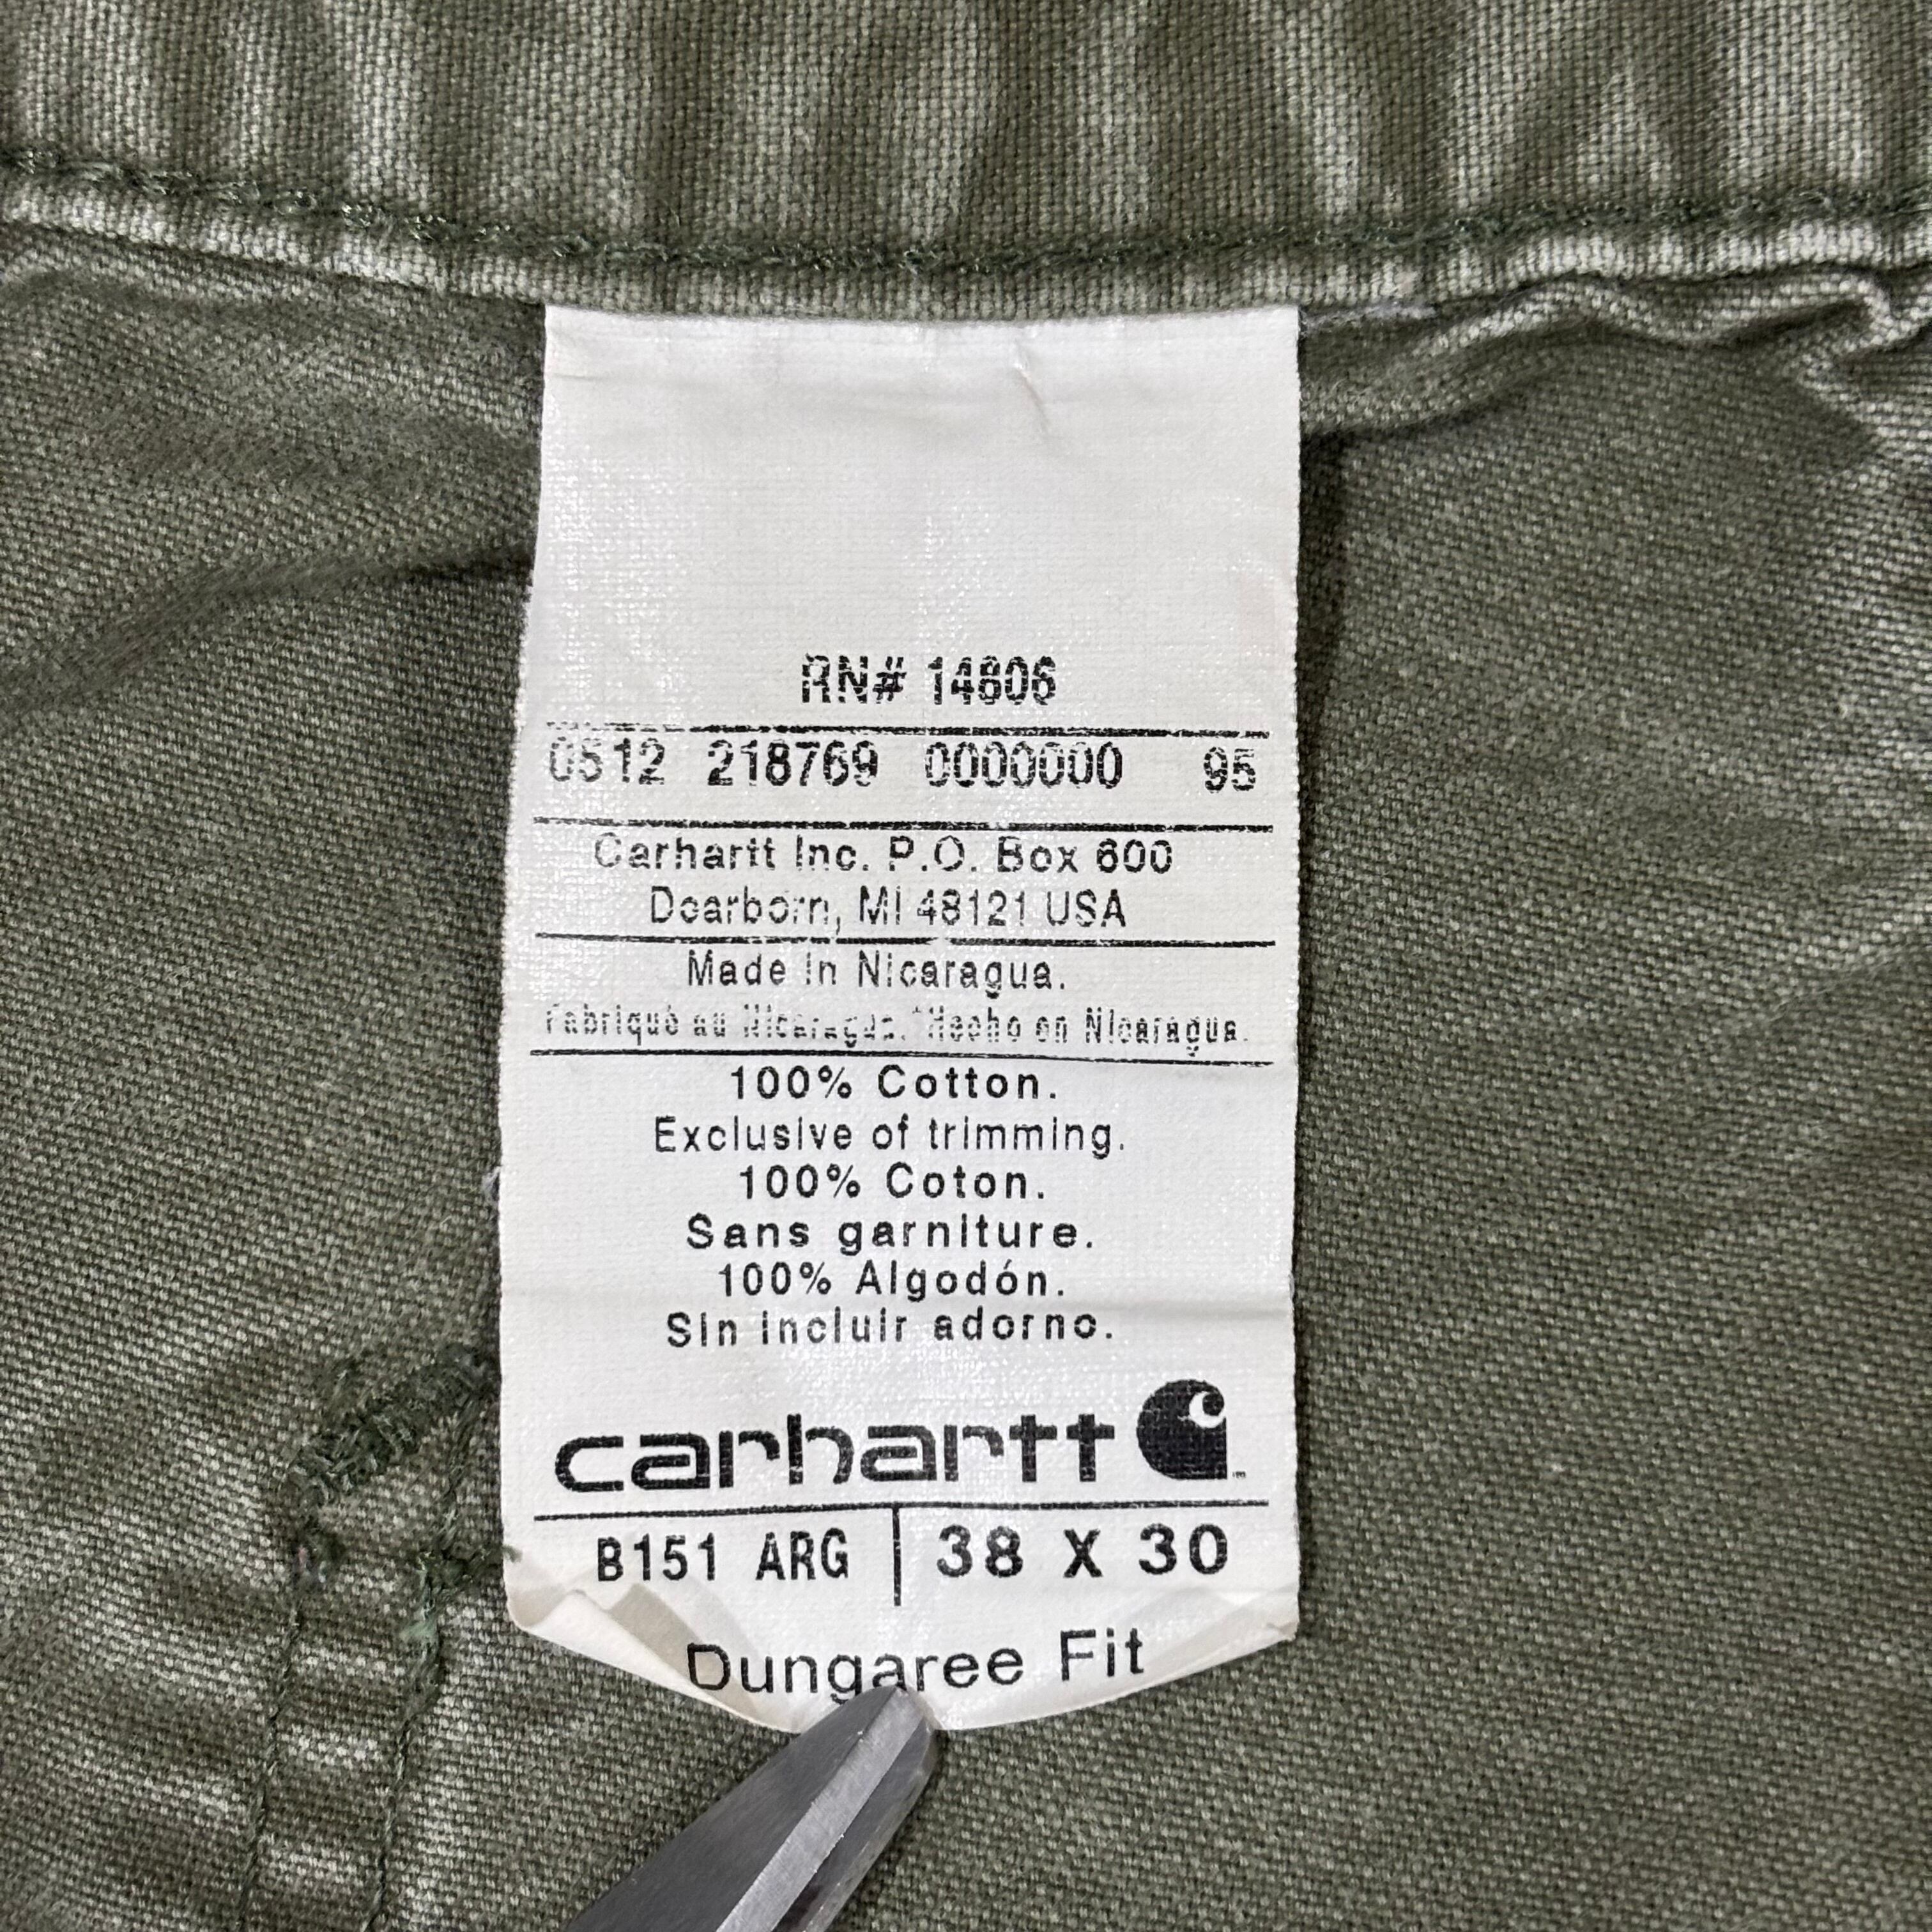 RN# 14806
0512 218769 0000000 95
Carhartt Inc. P.O. Box 600
Dearborn, MI 48121 USA
Made in Nicaragua.
Fabriqué au Nicaragua. Hecho en Nicaragua.
100% Cotton.
Exclusive of trimming.
100% Coton.
Sans garniture.
100% Algodón.
Sin incluir adorno.
carhartt
B151 ARG | 38 X 30
Dungaree Fit